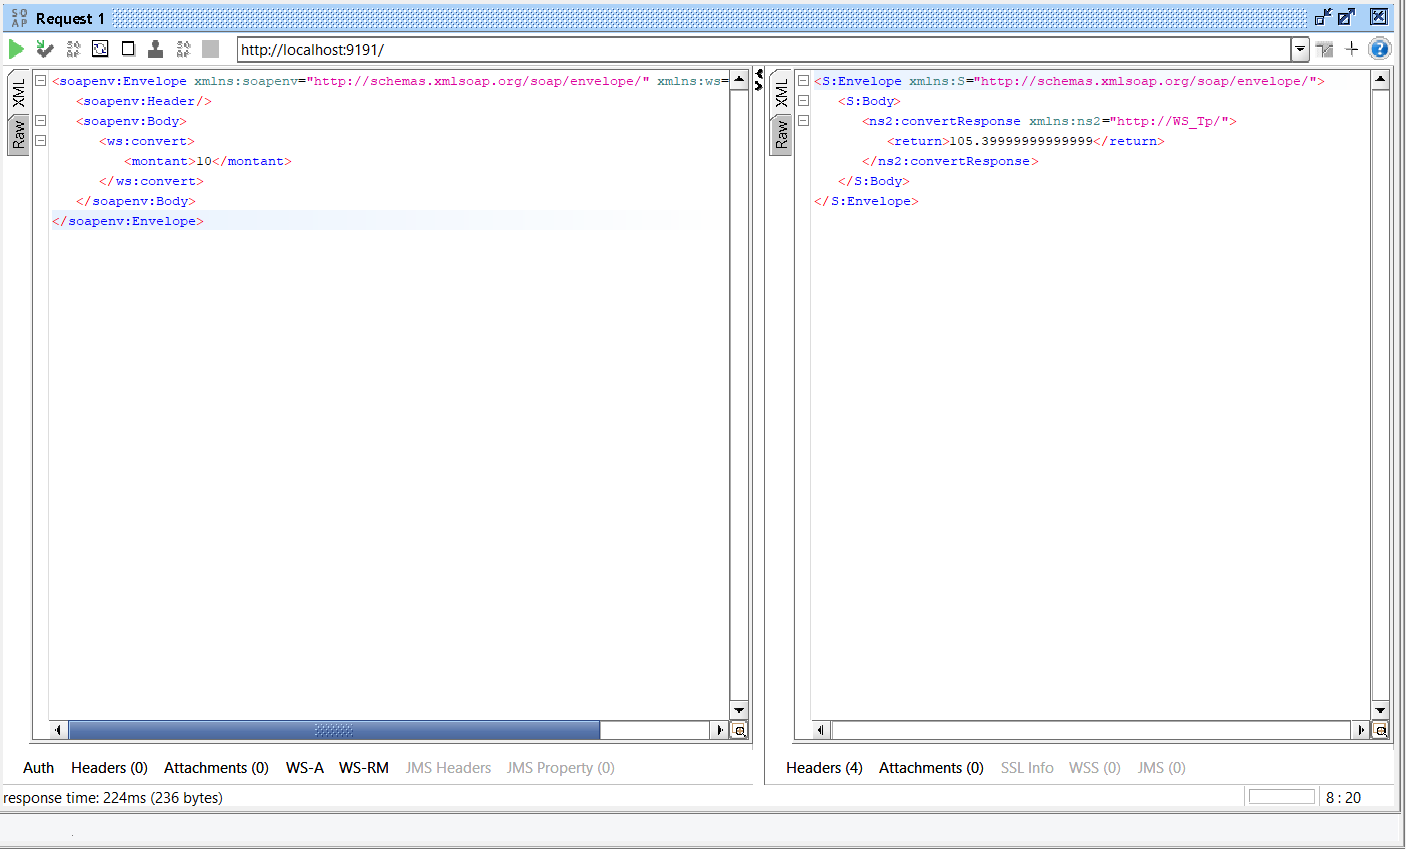 SO AP Request 1
SO AP SO AP http://localhost:9191/ ?
XML
Raw
<soapenv:Envelope xmlns:soapenv="http://schemas.xmlsoap.org/soap/envelope/" xmlns:ws=
<soapenv:Header/>
<soapenv:Body>
<ws:convert>
<montant>10</montant>
</ws:convert>
</soapenv:Body>
</soapenv:Envelope>
XML
Raw
<S:Envelope xmlns:S="http://schemas.xmlsoap.org/soap/envelope/">
<S:Body>
<ns2:convertResponse xmlns:ns2="http://WS_Tp/">
<return>105.39999999999999</return>
</ns2:convertResponse>
</S:Body>
</S:Envelope>
Auth Headers (0) Attachments (0) WS-A WS-RM JMS Headers JMS Property (0)
Headers (4) Attachments (0) SSL Info WSS (0) JMS (0)
response time: 224ms (236 bytes)
8 : 20